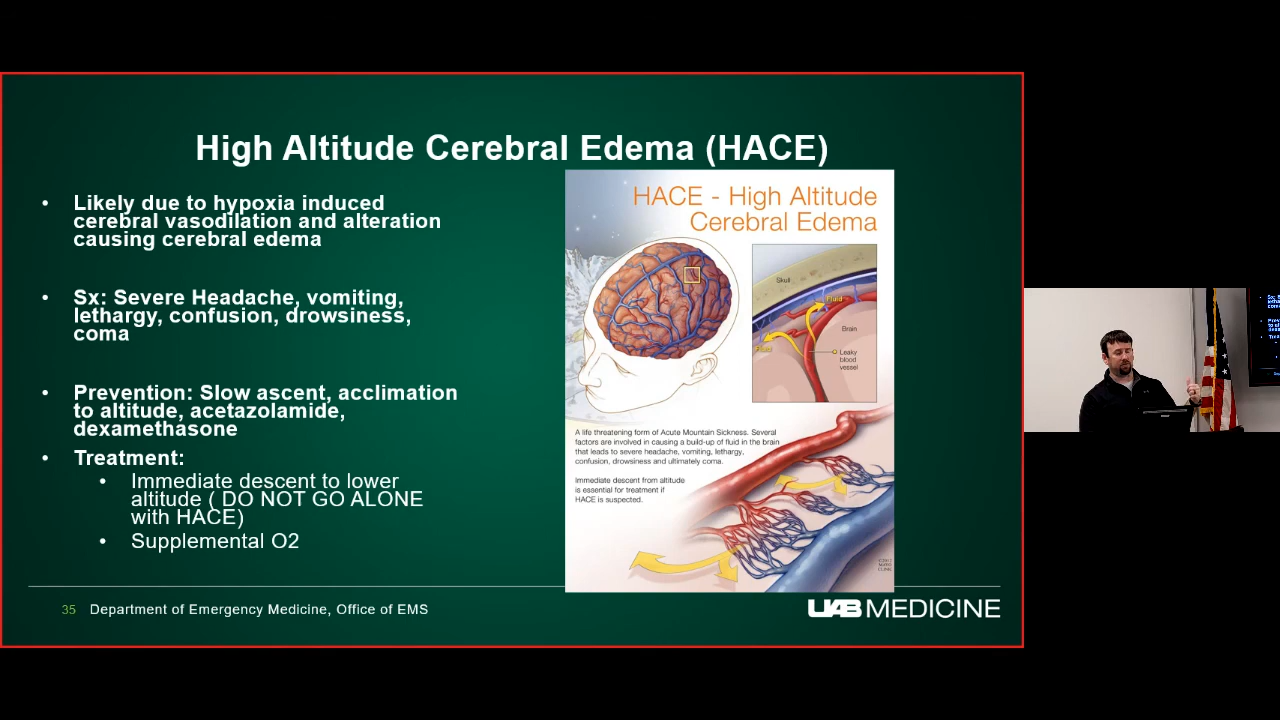 High Altitude Cerebral Edema (HACE)
• Likely due to hypoxia induced
cerebral vasodilation and alteration
causing cerebral edema
• Sx: Severe Headache, vomiting,
lethargy, confusion, drowsiness,
coma
• Prevention: Slow ascent, acclimation
to altitude, acetazolamide,
dexamethasone
• Treatment:
• Immediate descent to lower
altitude ( DO NOT GO ALONE
with HACE)
• Supplemental O2
HACE - High Altitude
Cerebral Edema
Skull
Fluid
Brain
Fluid
Leaky
blood
vessel
A life threatening form of Acute Mountain Sickness. Several
factors are involved in causing a build-up of fluid in the brain
that leads to severe headache, vomiting, lethargy,
confusion, drowsiness and ultimately coma.
Immediate descent from altitude
is essential for treatment if
HACE is suspected.
35 Department of Emergency Medicine, Office of EMS
UAB MEDICINE